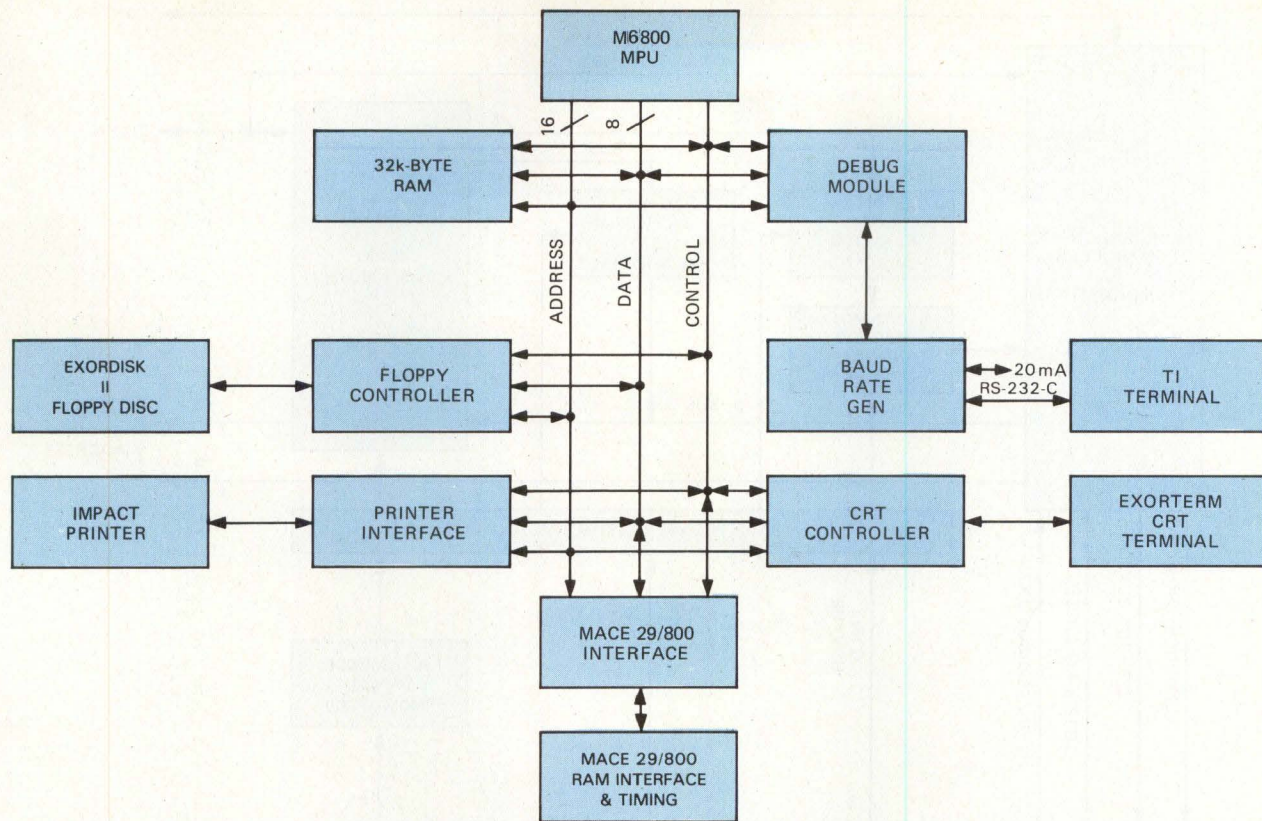 M6800
MPU
16
8
32k-BYTE
RAM
DEBUG
MODULE
ADDRESS
DATA
CONTROL
EXORDISK
II
FLOPPY DISC
FLOPPY
CONTROLLER
BAUD
RATE
GEN
20 mA
RS-232-C
TI
TERMINAL
IMPACT
PRINTER
PRINTER
INTERFACE
CRT
CONTROLLER
EXORTERM
CRT
TERMINAL
MACE 29/800
INTERFACE
MACE 29/800
RAM INTERFACE
& TIMING